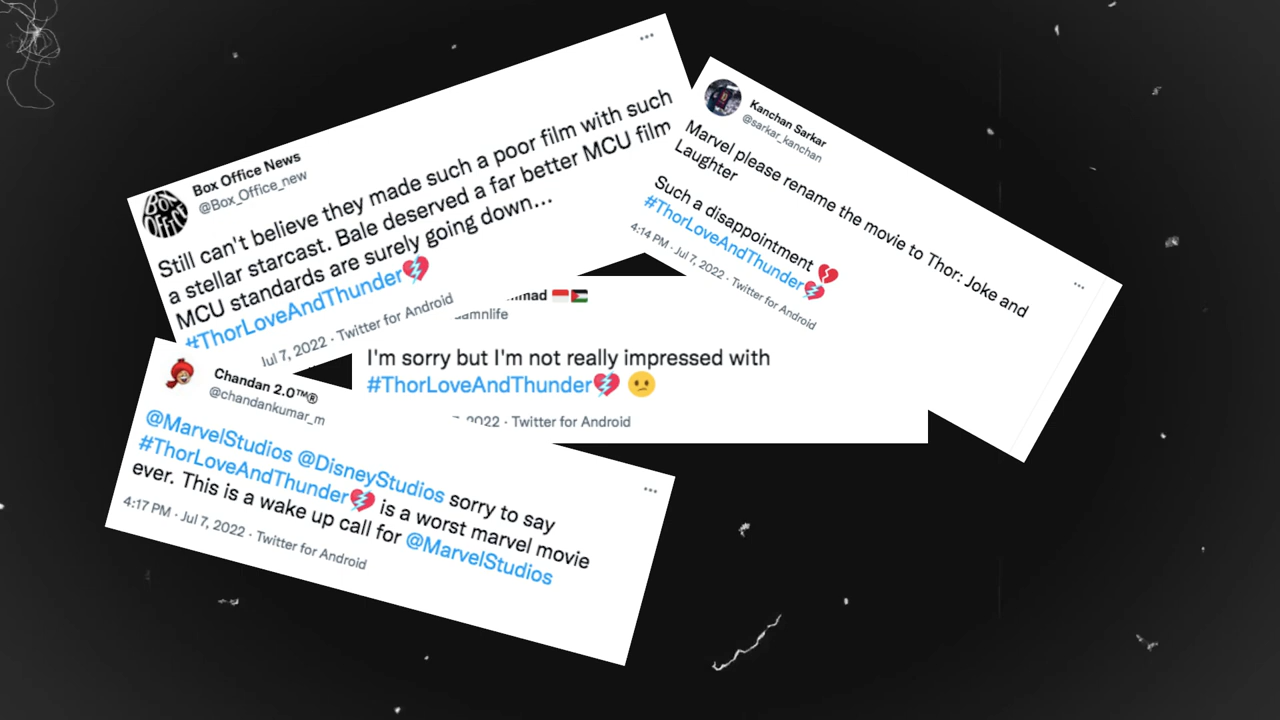 BOX OFFICE
Box Office News
@Box_Office_new
Still can't believe they made such a poor film with such
a stellar starcast. Bale deserved a far better MCU film
MCU standards are surely going down...
#ThorLoveAndThunder
Jul 7, 2022 · Twitter for Android
Kanchan Sarkar
@sarkar_kanchan
Marvel please rename the movie to Thor: Joke and
Laughter
Such a disappointment 💔
#ThorLoveAndThunder
4:14 PM · Jul 7, 2022 · Twitter for Android
I'm sorry but I'm not really impressed with
#ThorLoveAndThunder 😕
2022 · Twitter for Android
Chandan 2.0™®
@chandankumar_m
@MarvelStudios @DisneyStudios sorry to say
#ThorLoveAndThunder is a worst marvel movie
ever. This is a wake up call for @MarvelStudios
4:17 PM · Jul 7, 2022 · Twitter for Android